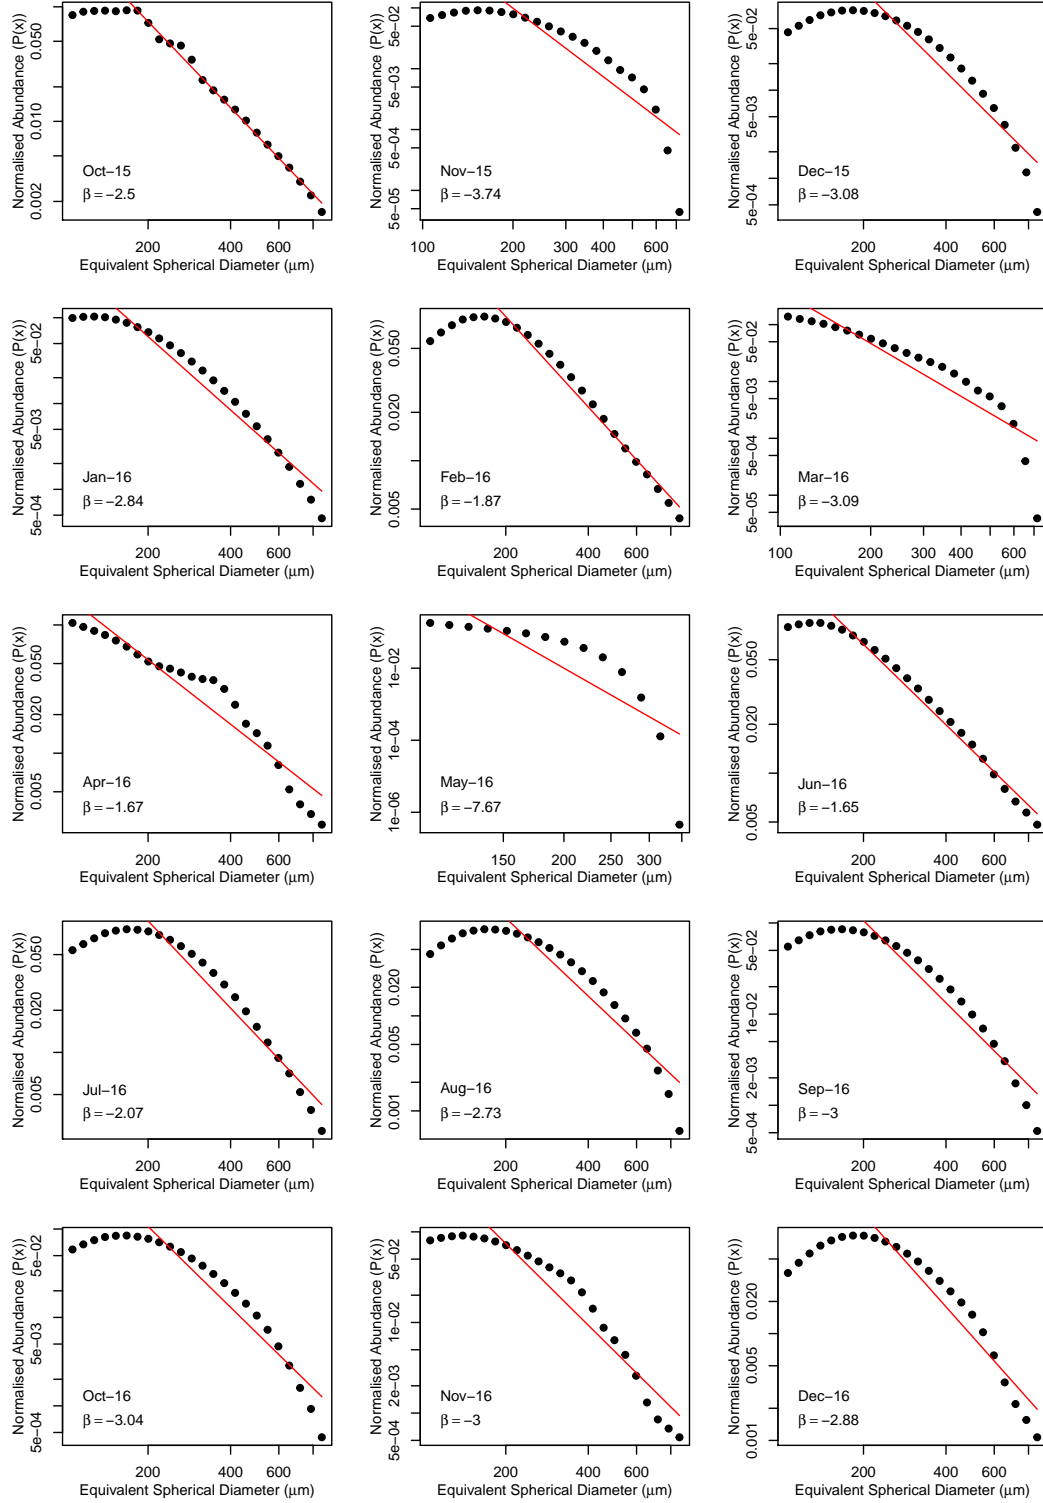 Normalised Abundance (P(x))
0.050
0.010
0.002
Oct−15
β = −2.5
200 400 600
Equivalent Spherical Diameter (μm)
Normalised Abundance (P(x))
5e−02
5e−03
5e−04
5e−05
Nov−15
β = −3.74
100 200 300 400 600
Equivalent Spherical Diameter (μm)
Normalised Abundance (P(x))
5e−02
5e−03
5e−04
Dec−15
β = −3.08
200 400 600
Equivalent Spherical Diameter (μm)
Normalised Abundance (P(x))
5e−02
5e−03
5e−04
Jan−16
β = −2.84
200 400 600
Equivalent Spherical Diameter (μm)
Normalised Abundance (P(x))
0.050
0.020
0.005
Feb−16
β = −1.87
200 400 600
Equivalent Spherical Diameter (μm)
Normalised Abundance (P(x))
5e−02
5e−03
5e−04
5e−05
Mar−16
β = −3.09
100 200 300 400 600
Equivalent Spherical Diameter (μm)
Normalised Abundance (P(x))
0.050
0.020
0.005
Apr−16
β = −1.67
200 400 600
Equivalent Spherical Diameter (μm)
Normalised Abundance (P(x))
1e−02
1e−04
1e−06
May−16
β = −7.67
150 200 250 300
Equivalent Spherical Diameter (μm)
Normalised Abundance (P(x))
0.050
0.020
0.005
Jun−16
β = −1.65
200 400 600
Equivalent Spherical Diameter (μm)
Normalised Abundance (P(x))
0.050
0.020
0.005
Jul−16
β = −2.07
200 400 600
Equivalent Spherical Diameter (μm)
Normalised Abundance (P(x))
0.020
0.005
0.001
Aug−16
β = −2.73
200 400 600
Equivalent Spherical Diameter (μm)
Normalised Abundance (P(x))
5e−02
1e−02
2e−03
5e−04
Sep−16
β = −3
200 400 600
Equivalent Spherical Diameter (μm)
Normalised Abundance (P(x))
5e−02
5e−03
5e−04
Oct−16
β = −3.04
200 400 600
Equivalent Spherical Diameter (μm)
Normalised Abundance (P(x))
5e−02
1e−02
2e−03
5e−04
Nov−16
β = −3
200 400 600
Equivalent Spherical Diameter (μm)
Normalised Abundance (P(x))
0.020
0.005
0.001
Dec−16
β = −2.88
200 400 600
Equivalent Spherical Diameter (μm)